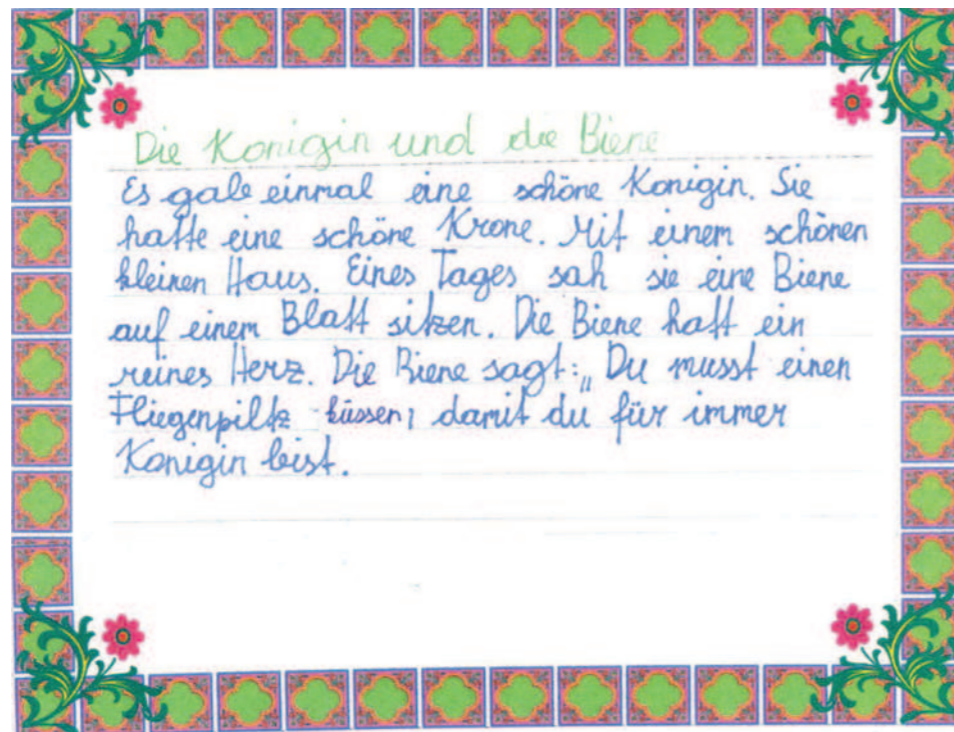 Die Konigin und die Biene
Es gab einmal eine schöne Konigin. Sie
hatte eine schöne Krone. Mit einem schönen
kleinen Haus. Eines Tages sah sie eine Biene
auf einem Blatt sitzen. Die Biene hatt ein
reines Herz. Die Biene sagt: „Du musst einen
Fliegenpiltz küssen, damit du für immer
Konigin bist.